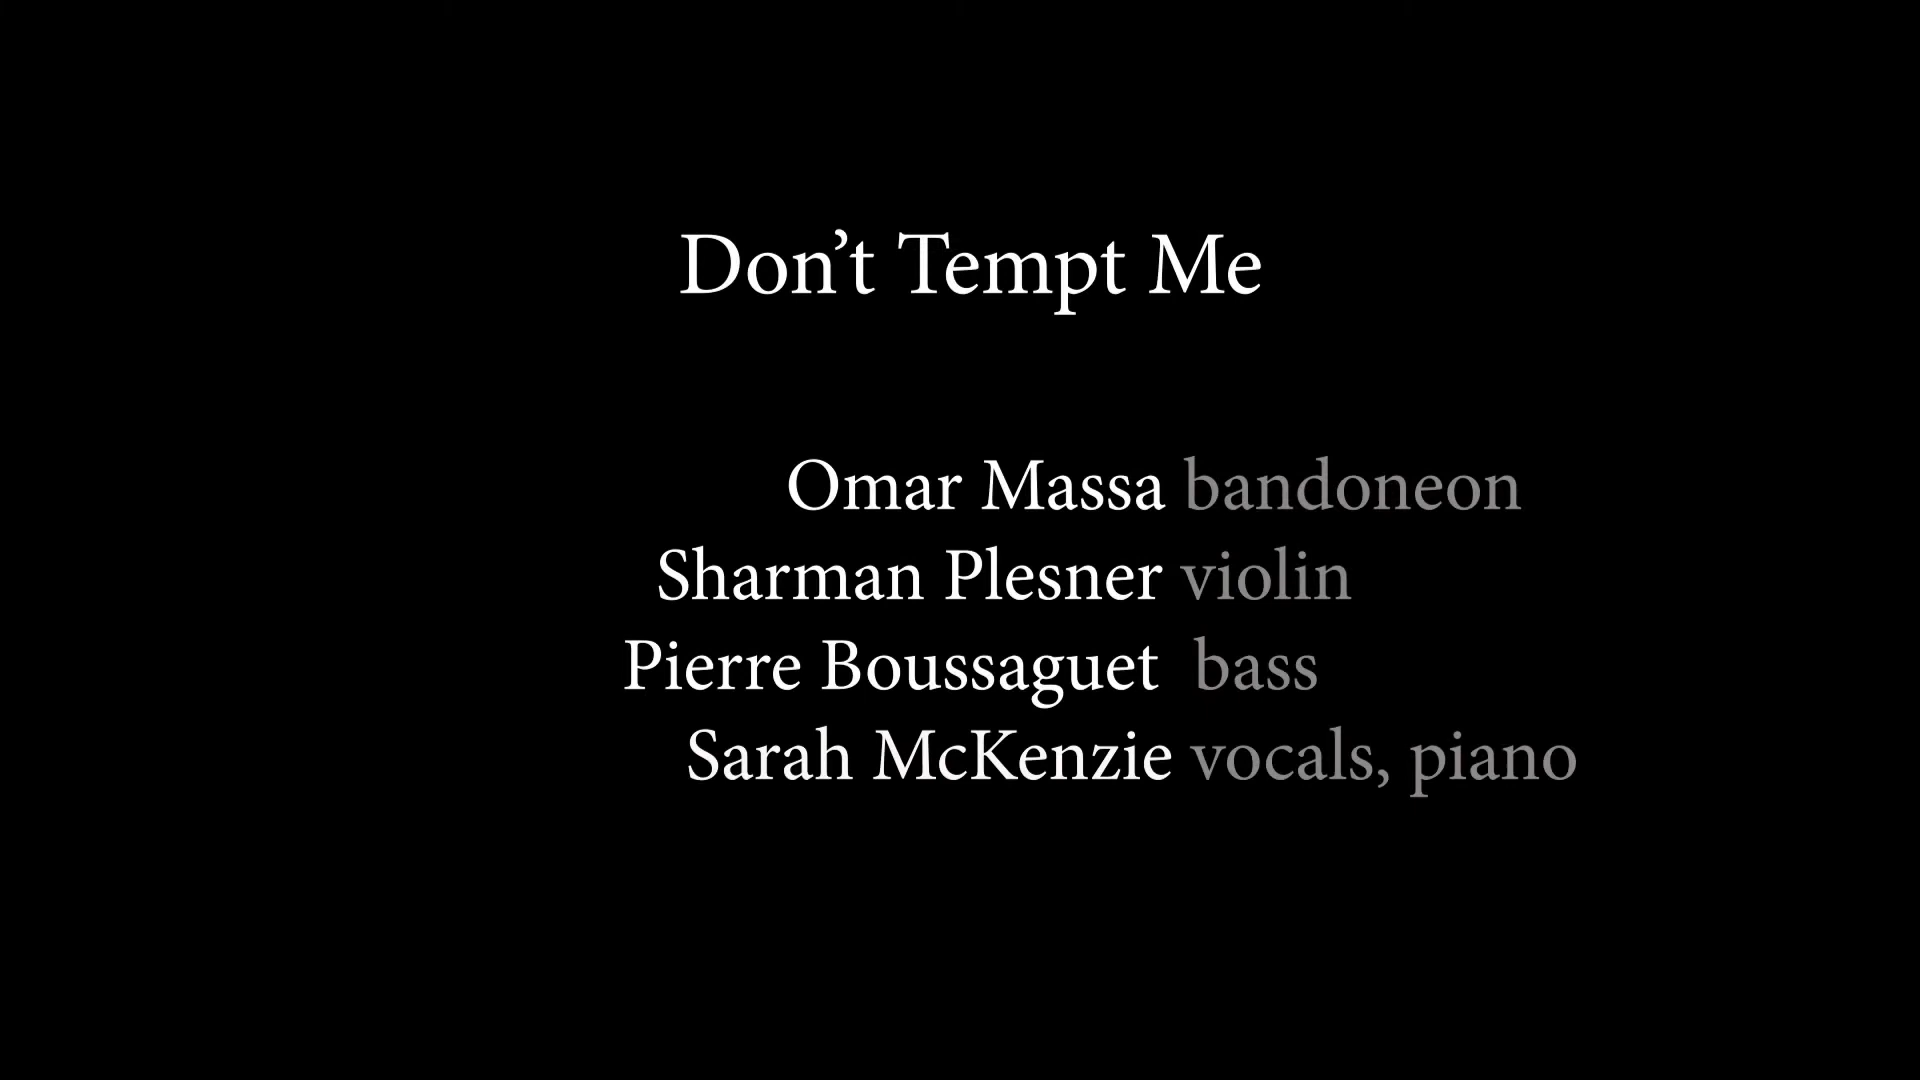 Don’t Tempt Me
Omar Massa bandoneon
Sharman Plesner violin
Pierre Boussaguet bass
Sarah McKenzie vocals, piano